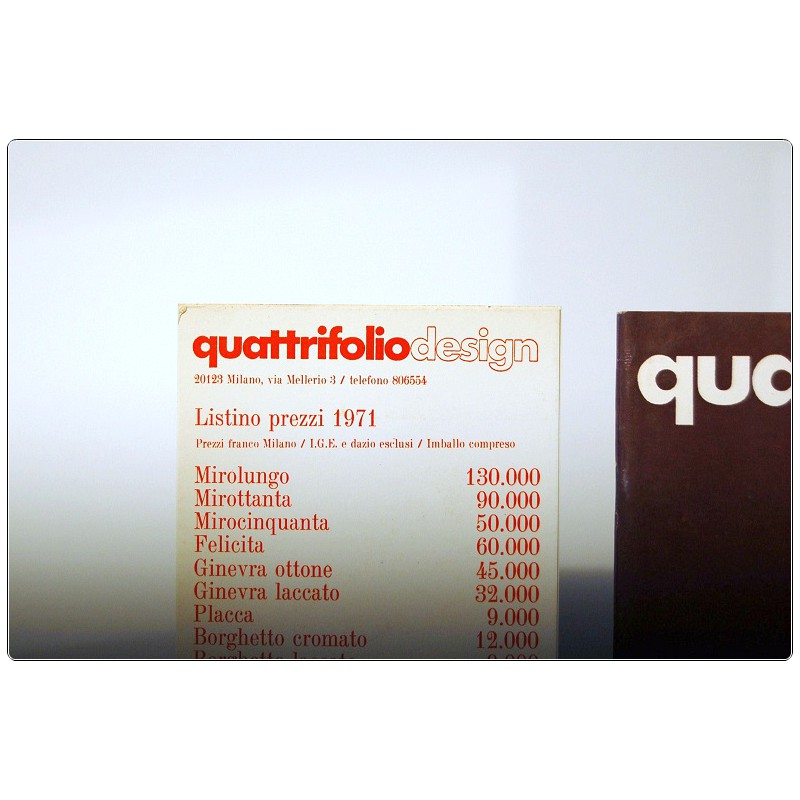 quattrifoliodesign
20123 Milano, via Mellerio 3 / telefono 806554
Listino prezzi 1971
Prezzi franco Milano / I.G.E. e dazio esclusi / Imballo compreso
Mirolungo 130.000
Mirottanta 90.000
Mirocinquanta 50.000
Felicita 60.000
Ginevra ottone 45.000
Ginevra laccato 32.000
Placca 9.000
Borghetto cromato 12.000
qua